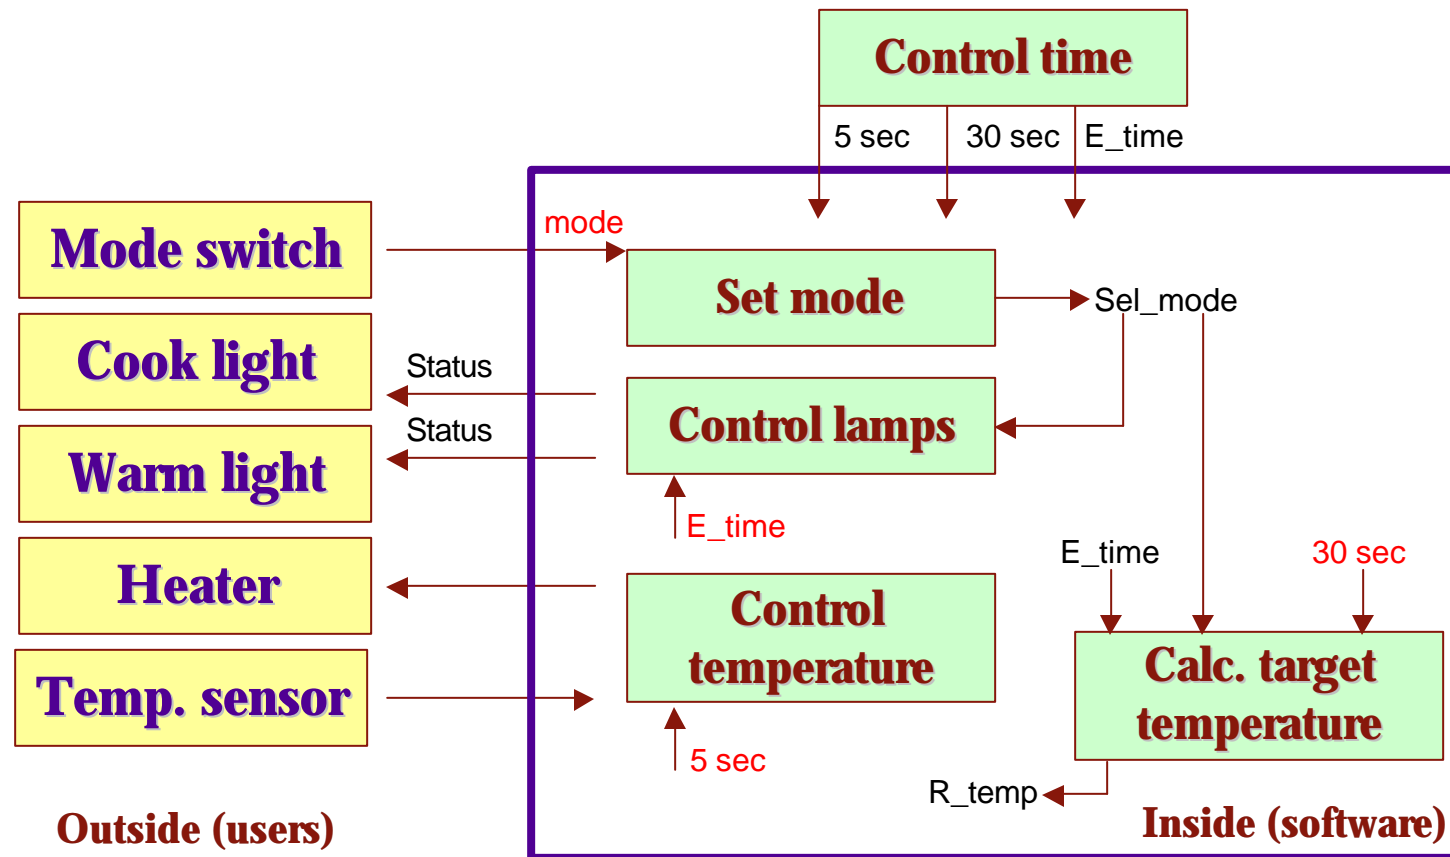 Control time
5 sec
30 sec
E_time
Mode switch
mode
Set mode
Sel_mode
Cook light
Status
Control lamps
Status
Warm light
E_time
Heater
Control
temperature
E_time
30 sec
Calc. target
temperature
Temp. sensor
5 sec
R_temp
Outside (users)
Inside (software)